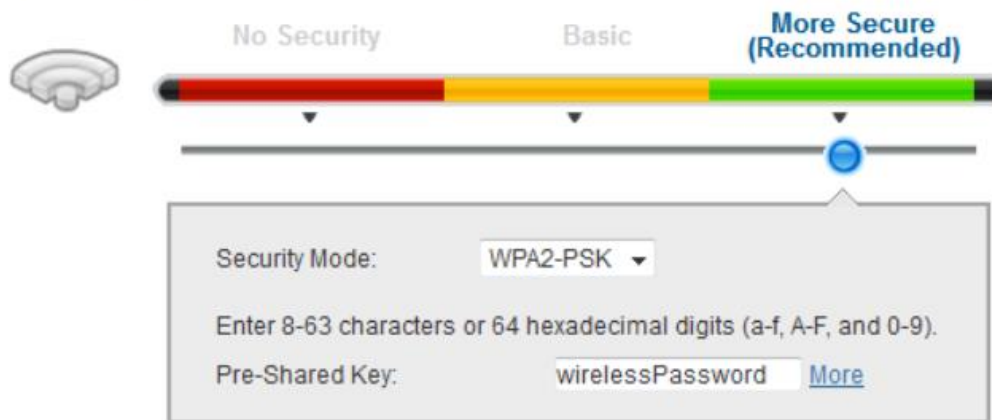 No Security
Basic
More Secure
(Recommended)
Security Mode: WPA2-PSK
Enter 8-63 characters or 64 hexadecimal digits (a-f, A-F, and 0-9).
Pre-Shared Key: wirelessPassword More